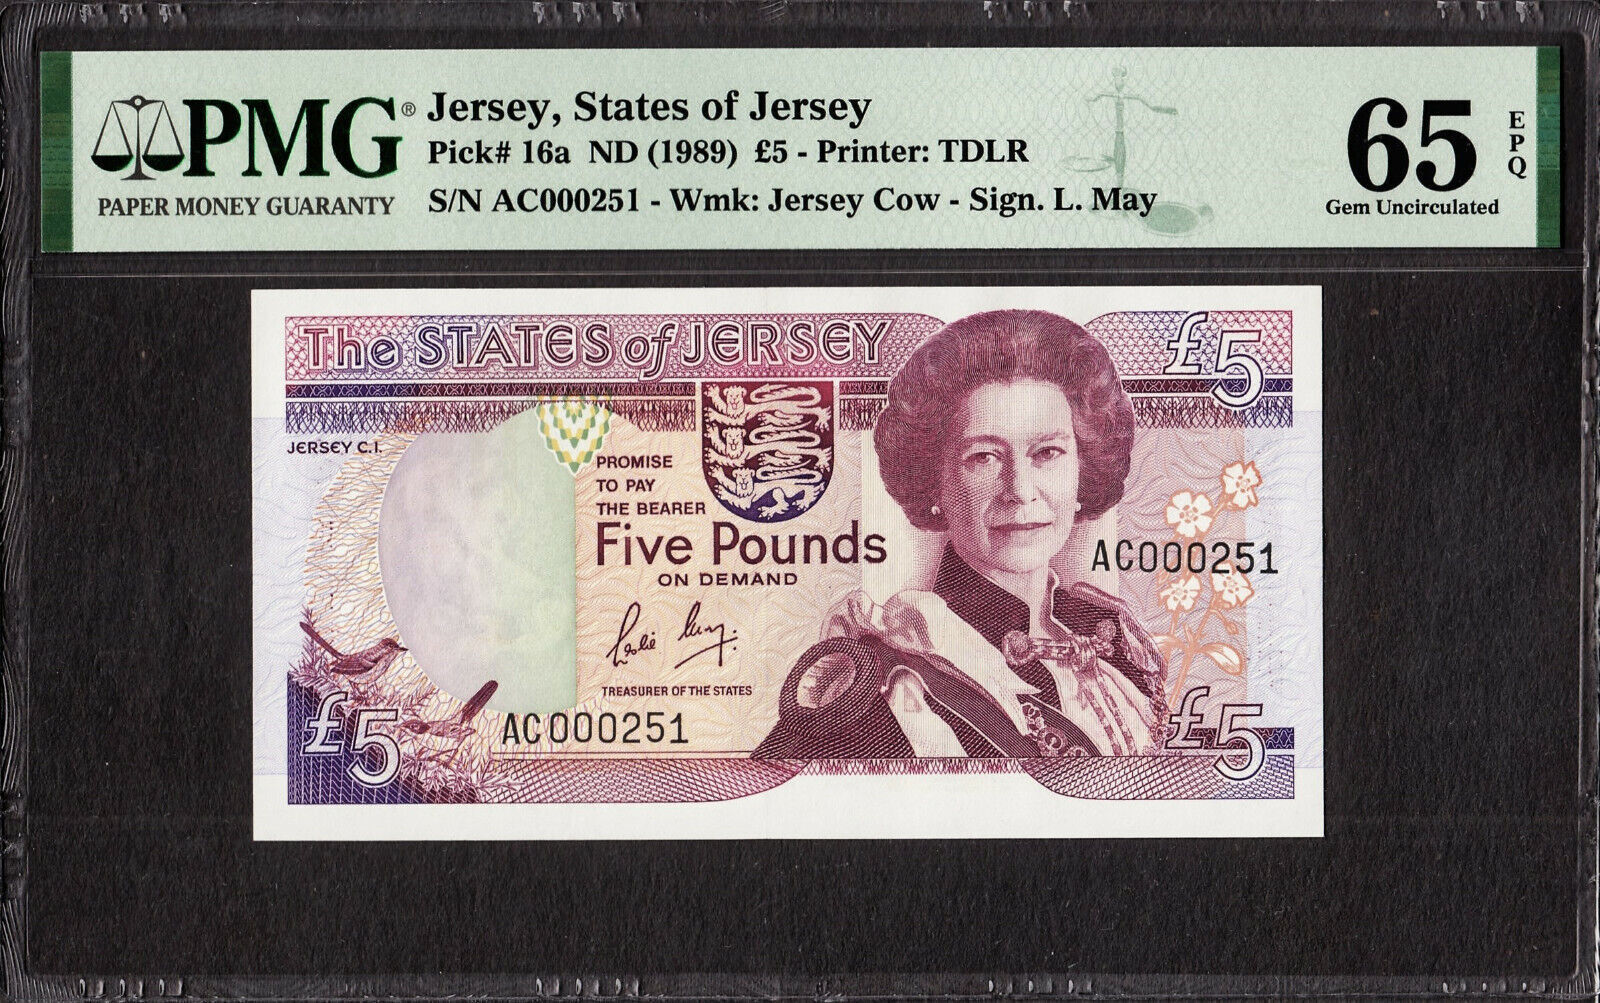 PMG®
PAPER MONEY GUARANTY
Jersey, States of Jersey
Pick# 16a ND (1989) £5 - Printer: TDLR
S/N AC000251 - Wmk: Jersey Cow - Sign. L. May
65
EPQ
Gem Uncirculated
The STATES of JERSEY
£5
JERSEY C.I.
PROMISE
TO PAY
THE BEARER
Five Pounds
ON DEMAND
AC000251
Leslie May.
TREASURER OF THE STATES
£5
AC000251
£5